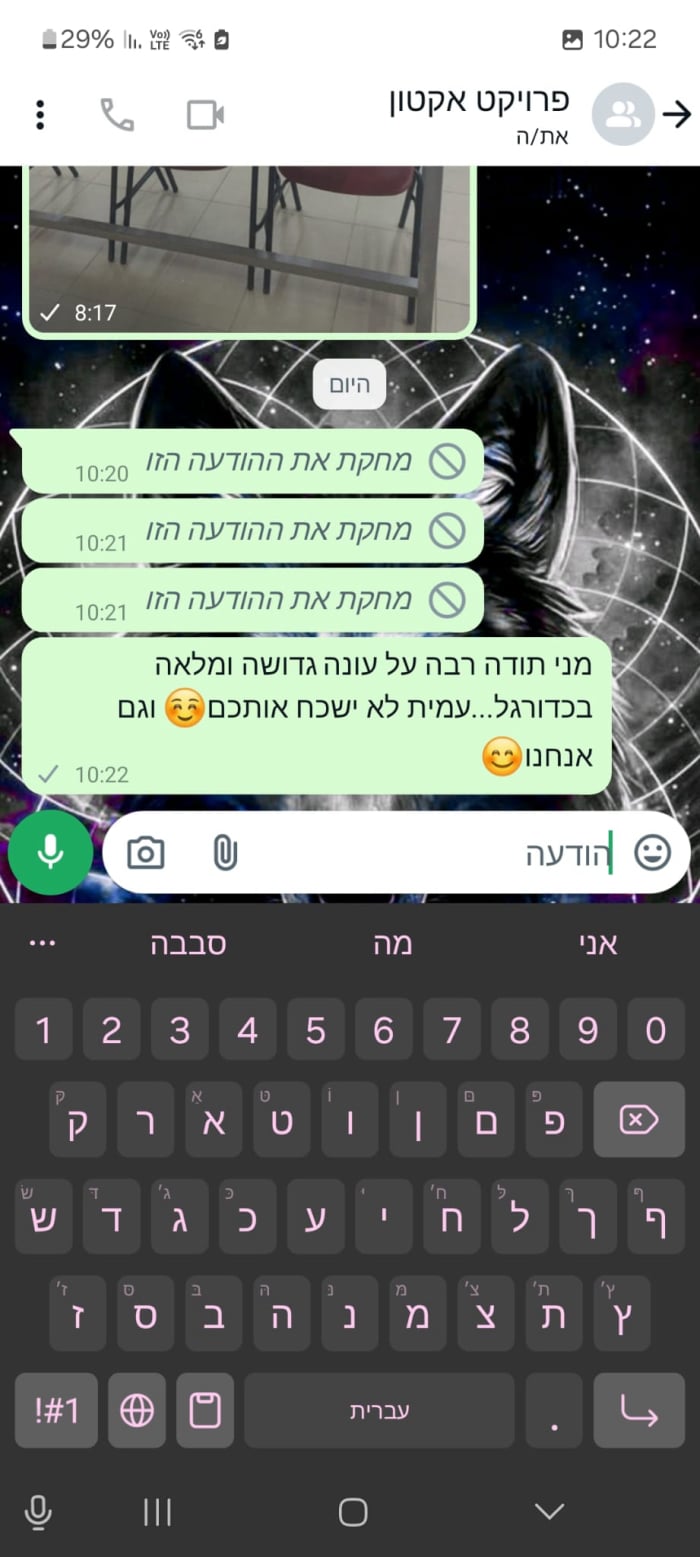 29% VoD LTE 6 10:22
פרויקט אקטון
את/ה
8:17
היום
מחקת את ההודעה הזו 10:20
מחקת את ההודעה הזו 10:21
מחקת את ההודעה הזו 10:21
מני תודה רבה על עונה גדושה ומלאה
בכדורגל...עמית לא ישכח אותכם😊 וגם
אנחנו😊
10:22
הודעה
אני מה סבבה ...
1 2 3 4 5 6 7 8 9 0
ק ק ר אַ א ט ט וֹ ו ן ן ם ם פּ פ
שׁ ש ד ד ג' ג כּ כ ע י י ח' ח ל ל ך ך ף ף
ז' ז ס ס ב ב ה ה נ נ מ מ צ' צ ת' ת ץ' ץ
!#1 עברית .